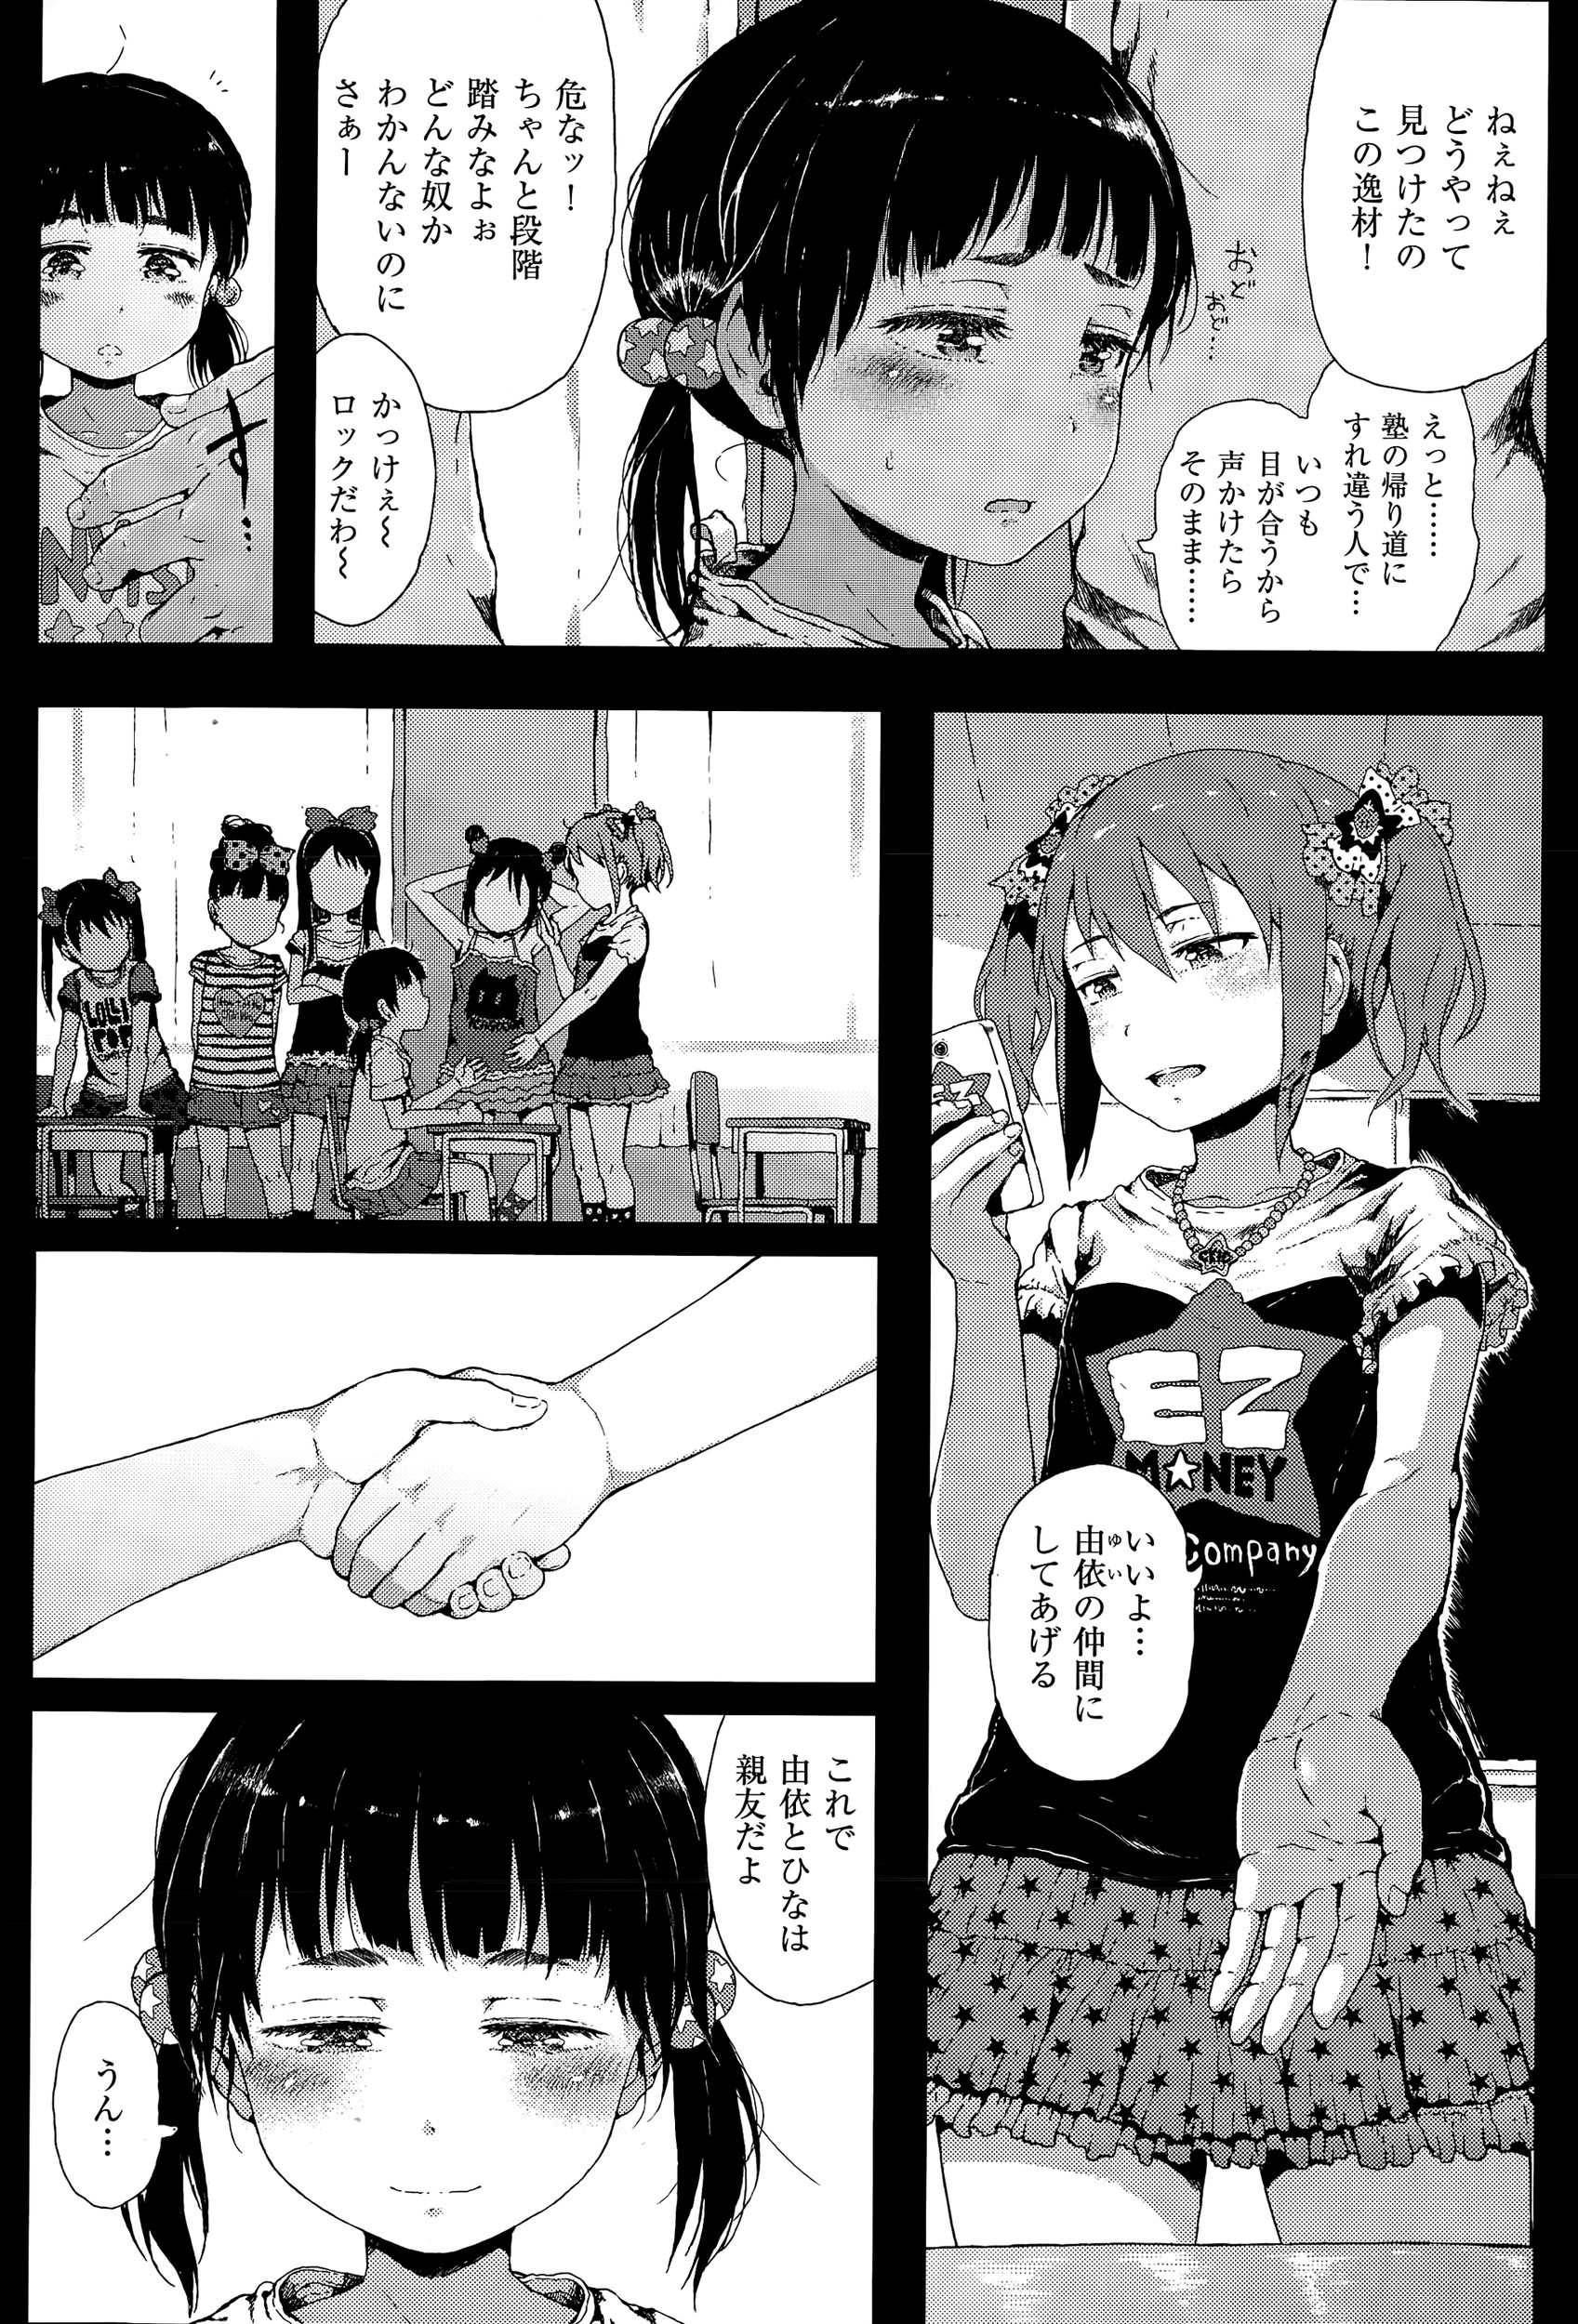 ねぇねぇ
どうやって
見つけたの
この逸材！
おど
おど…
えっと……
塾の帰り道に
すれ違う人で…
いつも
目が合うから
声かけたら
そのまま……
危なッ！
ちゃんと段階
踏みなよぉ
どんな奴か
わかんないのに
さぁー
かっけぇ～
ロックだわ～
す…
EZ
EZ
M★NEY
Company
いいよ…
由依の仲間に
ゆい
してあげる
LOLLI
POP
これで
由依とひなは
親友だよ
うん…